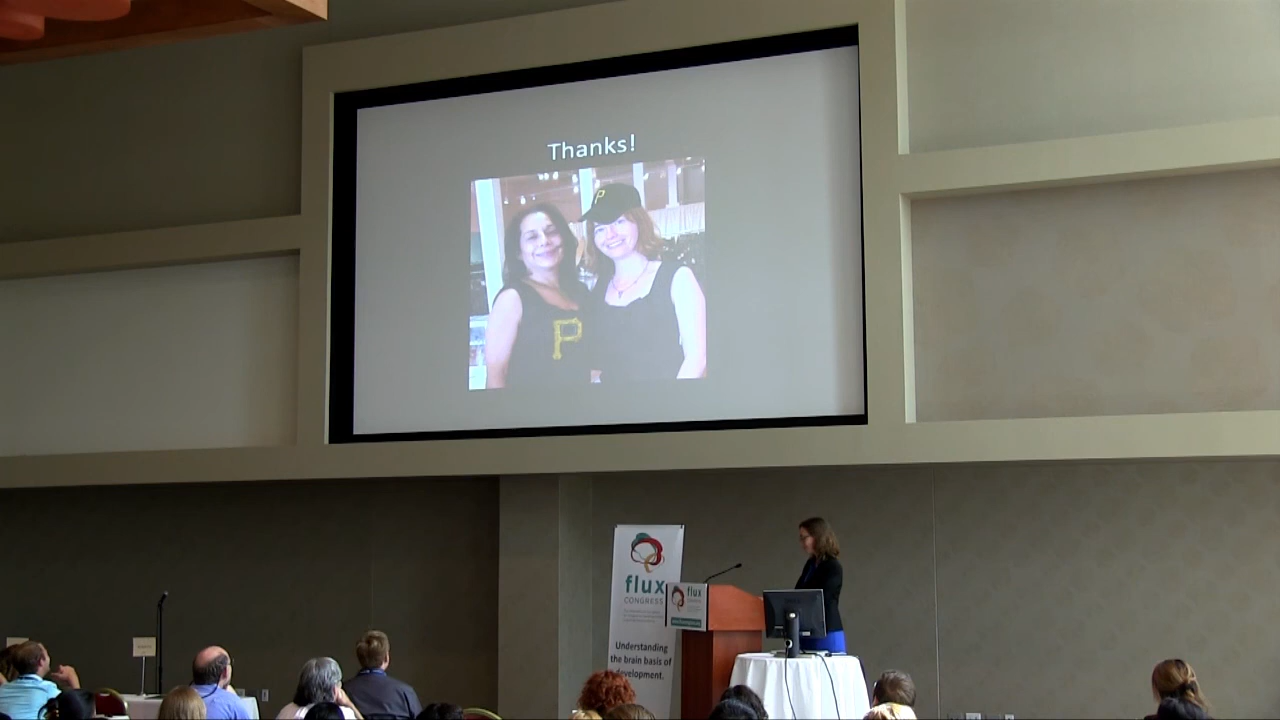 Thanks!
P
P
flux
CONGRESS
Understanding
the brain basis of
development.
flux